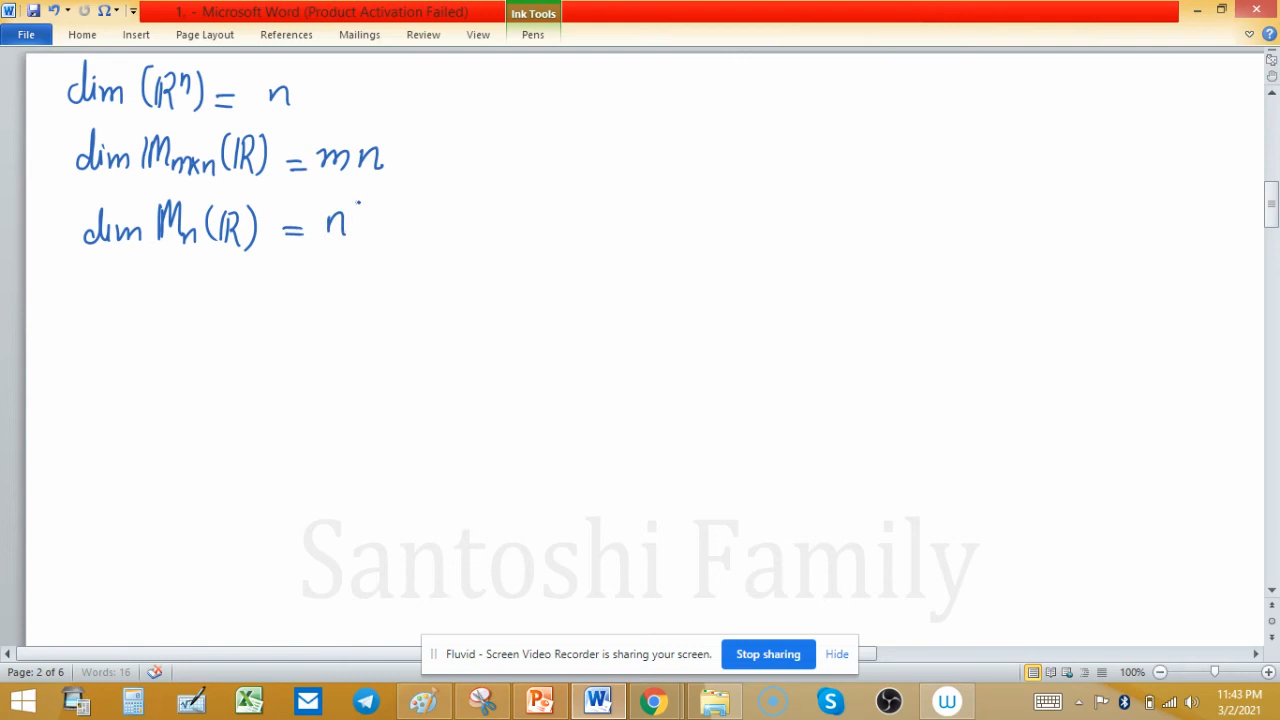 1. - Microsoft Word (Product Activation Failed)
Ink Tools
File Home Insert Page Layout References Mailings Review View Pens
dim (ℝⁿ) = n
dim Mₘₓₙ(ℝ) = mn
dim Mₙ(ℝ) = n
Santoshi Family
Fluvid - Screen Video Recorder is sharing your screen. Stop sharing Hide
Page: 2 of 6 Words: 16 100%
11:43 PM
3/2/2021